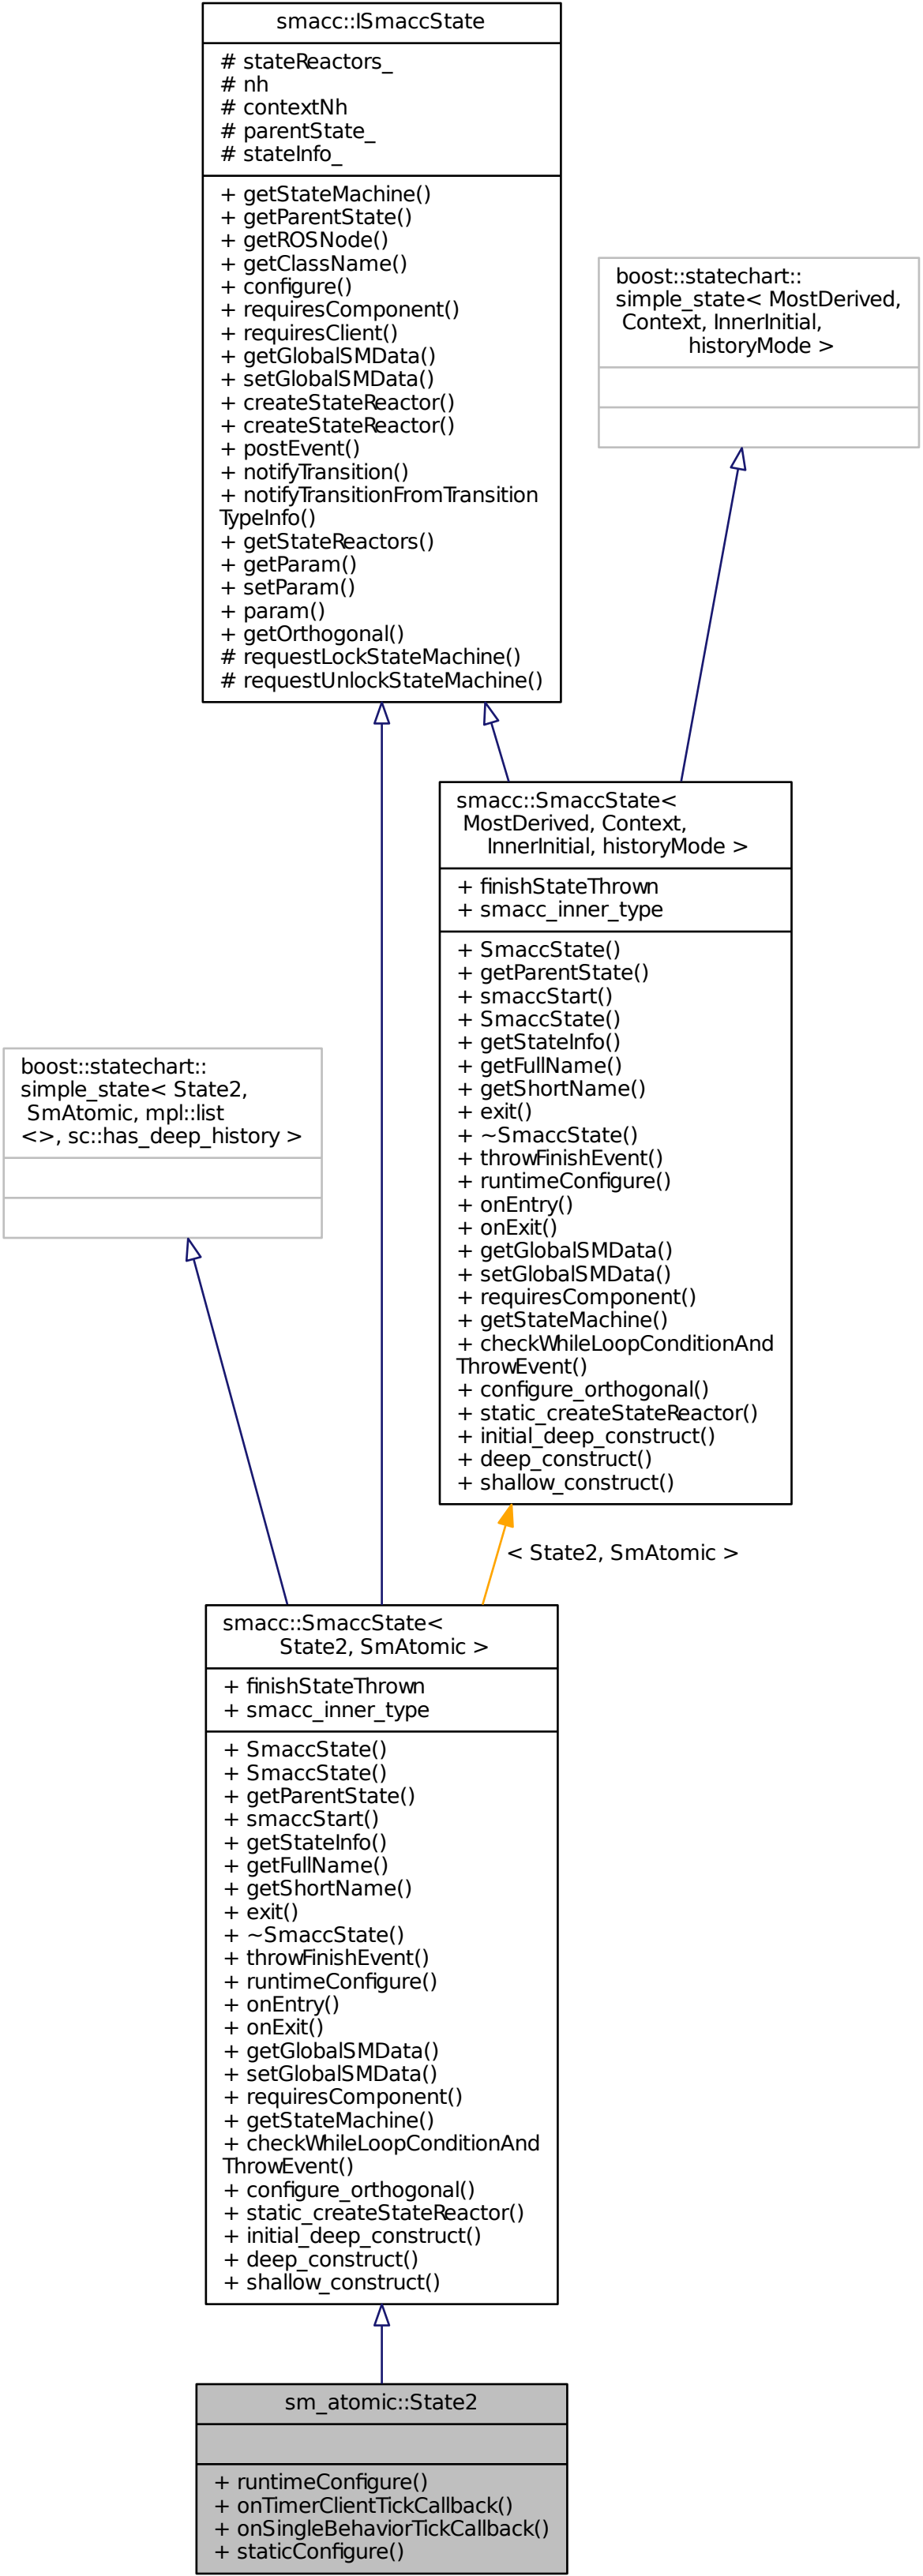 smacc::ISmaccState
# stateReactors_
# nh
# contextNh
# parentState_
# stateInfo_
+ getStateMachine()
+ getParentState()
+ getROSNode()
+ getClassName()
+ configure()
+ requiresComponent()
+ requiresClient()
+ getGlobalSMData()
+ setGlobalSMData()
+ createStateReactor()
+ createStateReactor()
+ postEvent()
+ notifyTransition()
+ notifyTransitionFromTransition
TypeInfo()
+ getStateReactors()
+ getParam()
+ setParam()
+ param()
+ getOrthogonal()
# requestLockStateMachine()
# requestUnlockStateMachine()
boost::statechart::
simple_state< MostDerived,
Context, InnerInitial,
historyMode >
smacc::SmaccState<
MostDerived, Context,
InnerInitial, historyMode >
+ finishStateThrown
+ smacc_inner_type
+ SmaccState()
+ getParentState()
+ smaccStart()
+ SmaccState()
+ getStateInfo()
+ getFullName()
+ getShortName()
+ exit()
+ ~SmaccState()
+ throwFinishEvent()
+ runtimeConfigure()
+ onEntry()
+ onExit()
+ getGlobalSMData()
+ setGlobalSMData()
+ requiresComponent()
+ getStateMachine()
+ checkWhileLoopConditionAnd
ThrowEvent()
+ configure_orthogonal()
+ static_createStateReactor()
+ initial_deep_construct()
+ deep_construct()
+ shallow_construct()
boost::statechart::
simple_state< State2,
SmAtomic, mpl::list
<>, sc::has_deep_history >
< State2, SmAtomic >
smacc::SmaccState<
State2, SmAtomic >
+ finishStateThrown
+ smacc_inner_type
+ SmaccState()
+ SmaccState()
+ getParentState()
+ smaccStart()
+ getStateInfo()
+ getFullName()
+ getShortName()
+ exit()
+ ~SmaccState()
+ throwFinishEvent()
+ runtimeConfigure()
+ onEntry()
+ onExit()
+ getGlobalSMData()
+ setGlobalSMData()
+ requiresComponent()
+ getStateMachine()
+ checkWhileLoopConditionAnd
ThrowEvent()
+ configure_orthogonal()
+ static_createStateReactor()
+ initial_deep_construct()
+ deep_construct()
+ shallow_construct()
sm_atomic::State2
+ runtimeConfigure()
+ onTimerClientTickCallback()
+ onSingleBehaviorTickCallback()
+ staticConfigure()